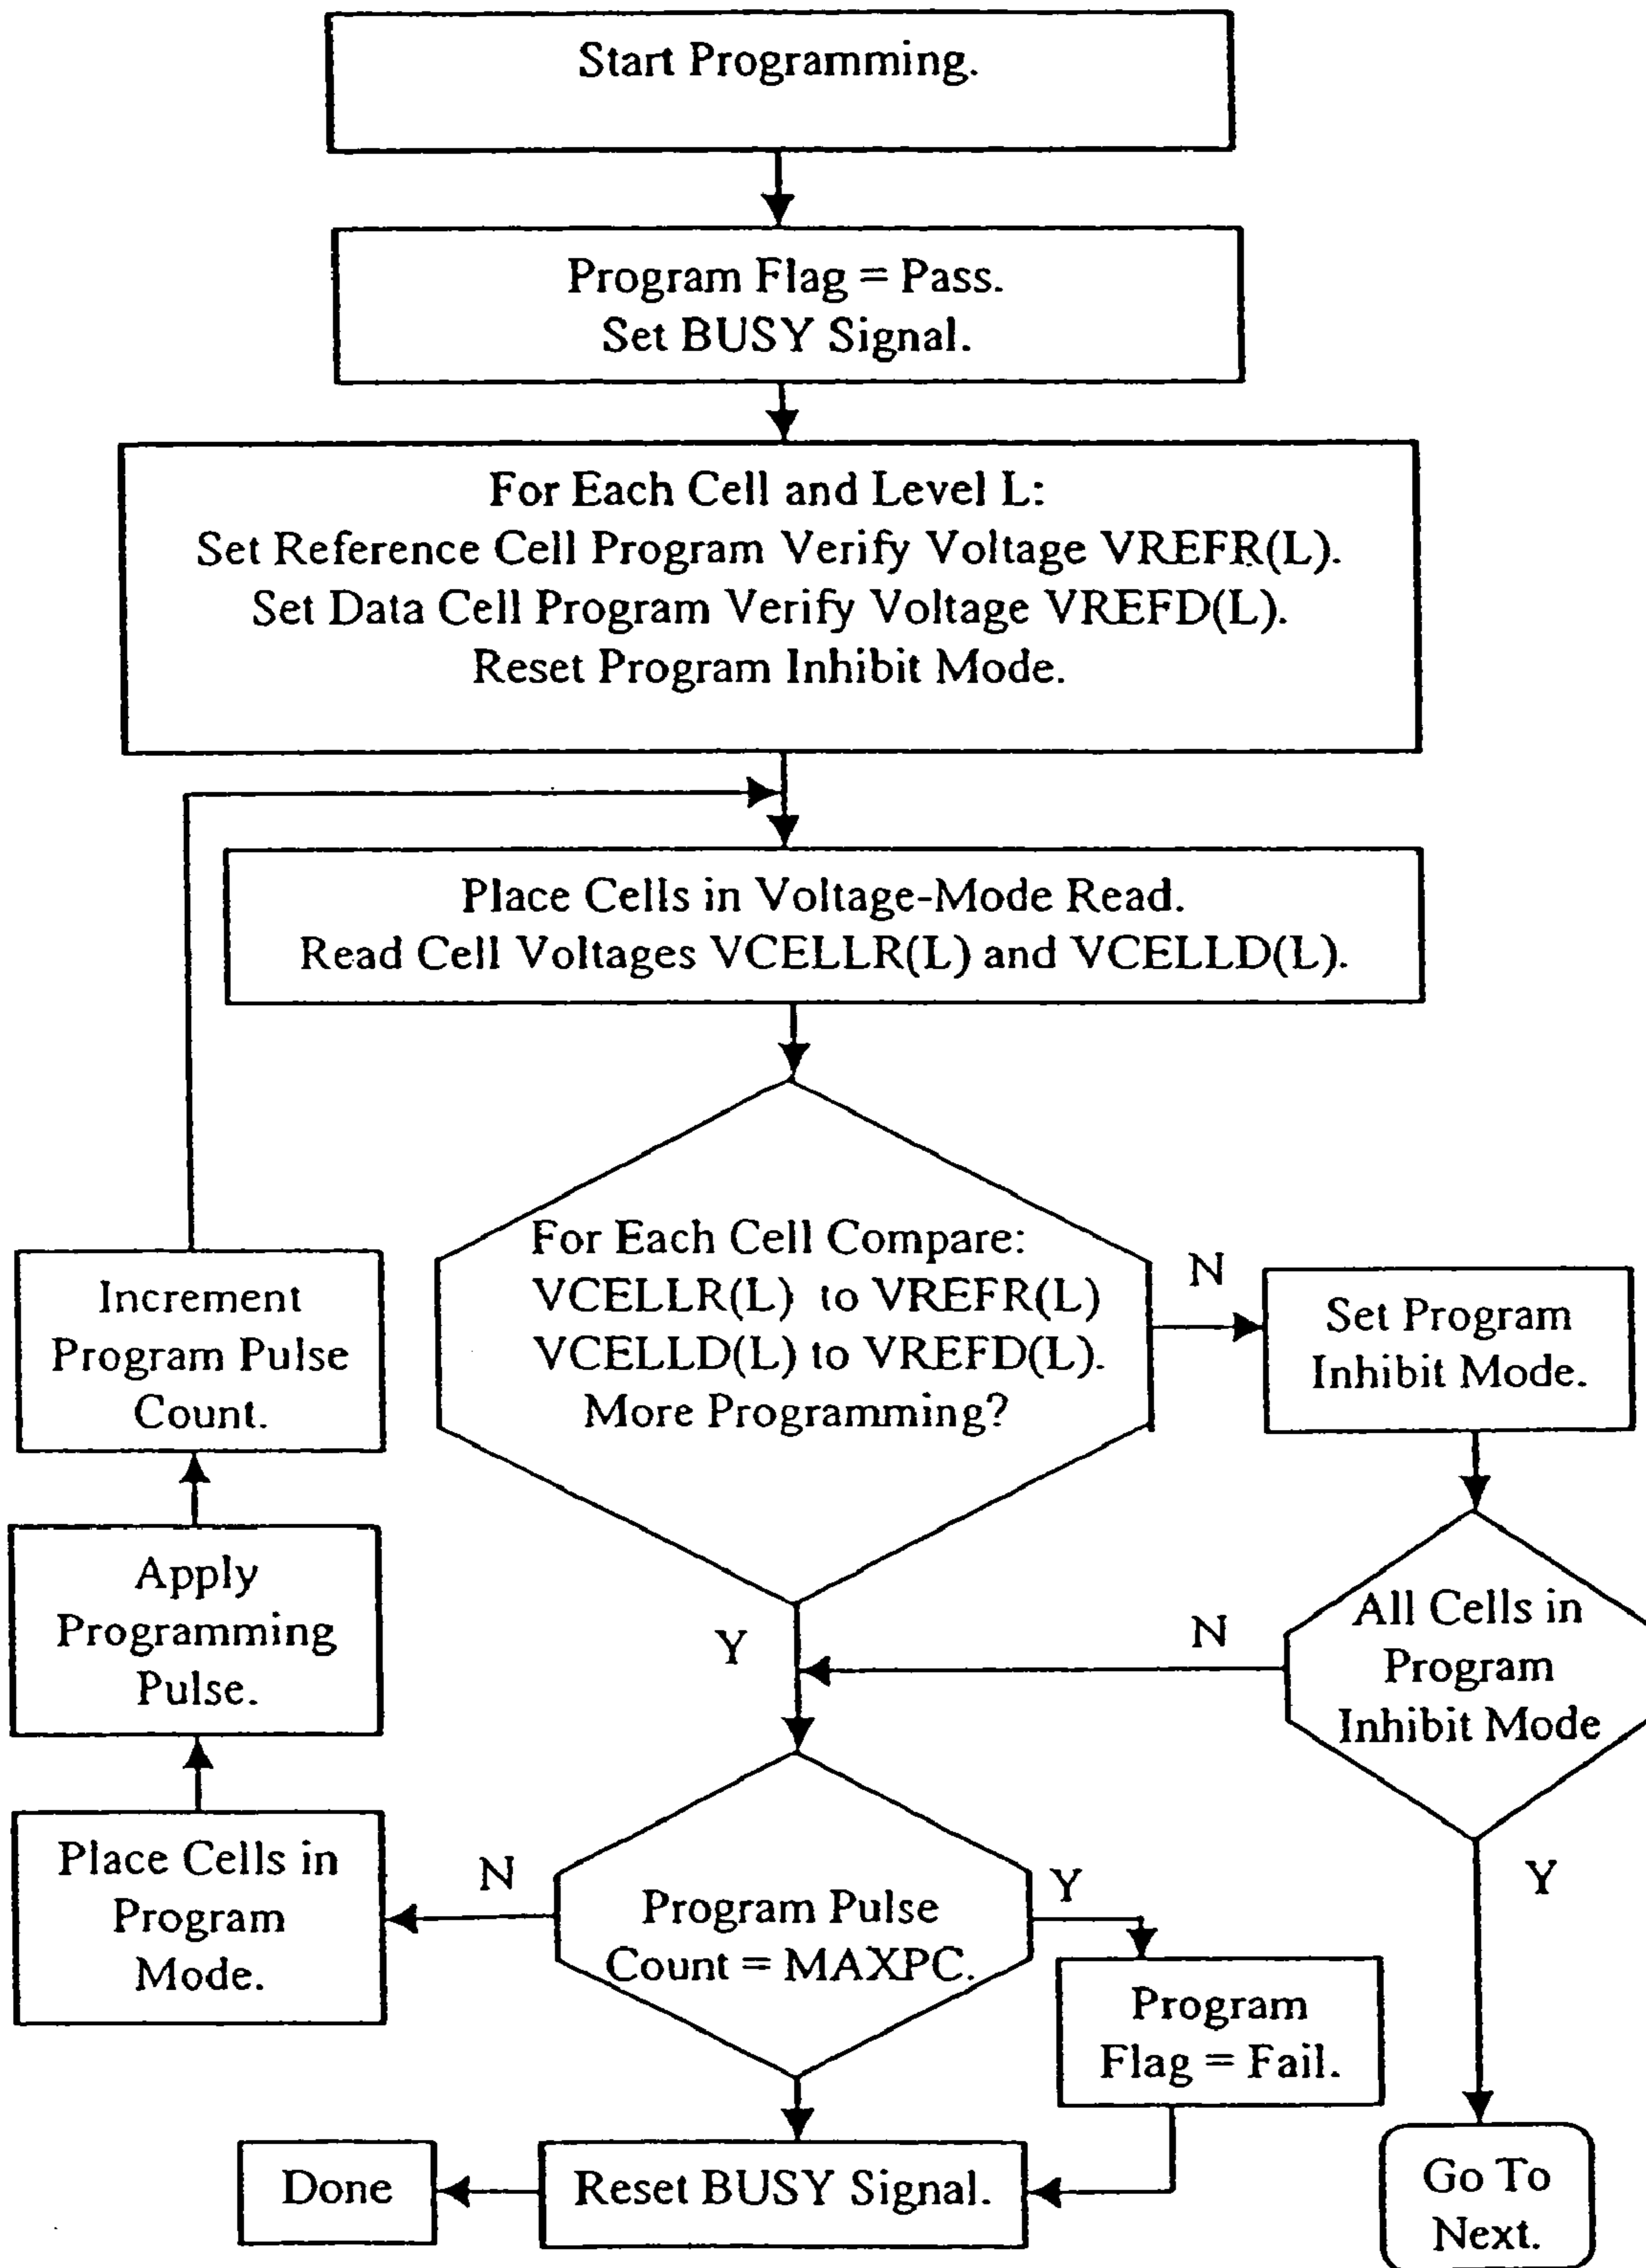 Start Programming.
Program Flag = Pass.
Set BUSY Signal.
For Each Cell and Level L:
Set Reference Cell Program Verify Voltage VREFR(L).
Set Data Cell Program Verify Voltage VREFD(L).
Reset Program Inhibit Mode.
Place Cells in Voltage-Mode Read.
Read Cell Voltages VCELLR(L) and VCELLD(L).
For Each Cell Compare:
VCELLR(L) to VREFR(L)
VCELLD(L) to VREFD(L).
More Programming?
N
Set Program
Inhibit Mode.
Increment
Program Pulse
Count.
Apply
Programming
Pulse.
Y
N
All Cells in
Program
Inhibit Mode
Place Cells in
Program
Mode.
N
Program Pulse
Count = MAXPC.
Y
Y
Program
Flag = Fail.
Done
Reset BUSY Signal.
Go To
Next.